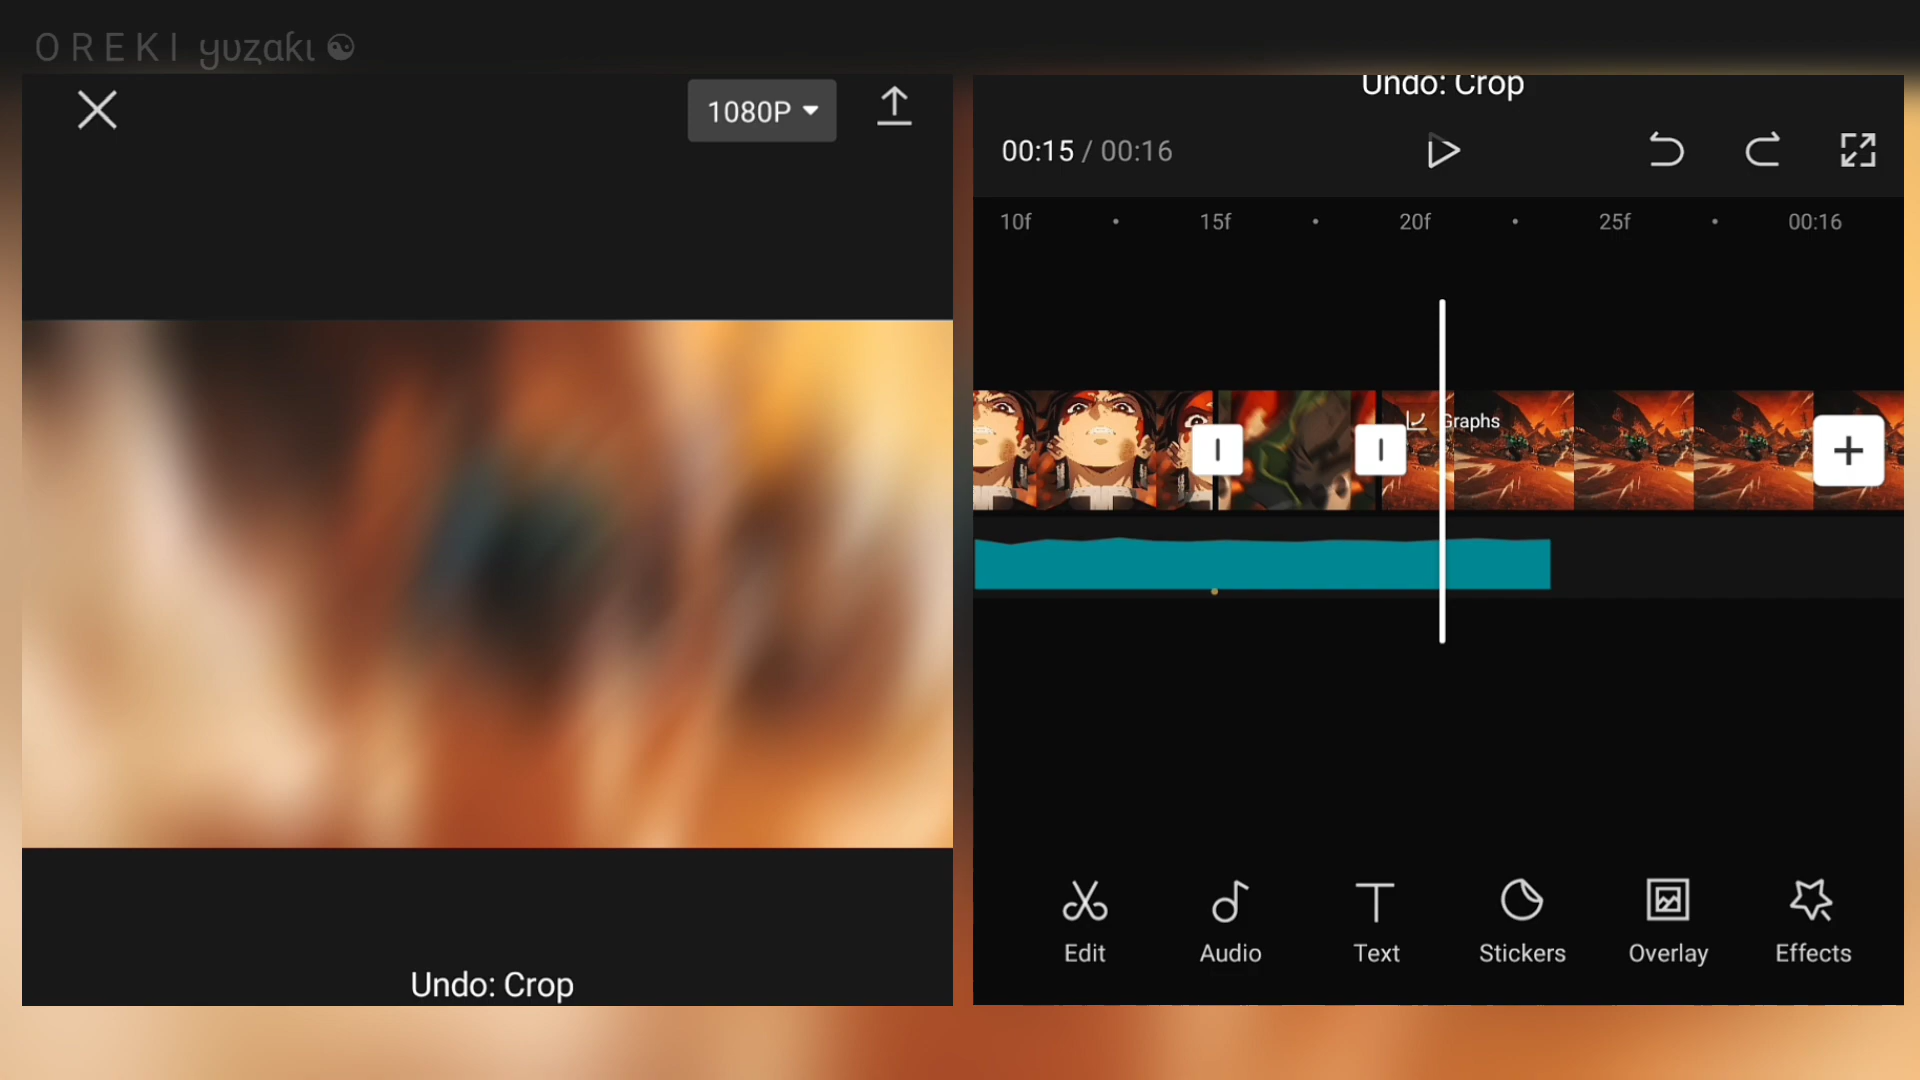 OREKI yυzαkι ☯
1080P
Undo: Crop
Undo: Crop
00:15 / 00:16
10f 15f 20f 25f 00:16
Graphs
Edit Audio Text Stickers Overlay Effects